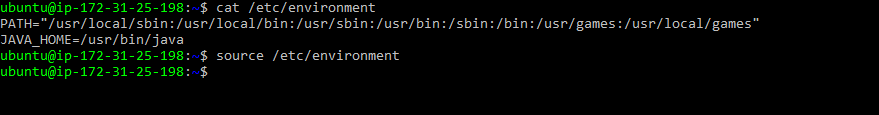 ubuntu@ip-172-31-25-198:~$ cat /etc/environment
PATH="/usr/local/sbin:/usr/local/bin:/usr/sbin:/usr/bin:/sbin:/bin:/usr/games:/usr/local/games"
JAVA_HOME=/usr/bin/java
ubuntu@ip-172-31-25-198:~$ source /etc/environment
ubuntu@ip-172-31-25-198:~$